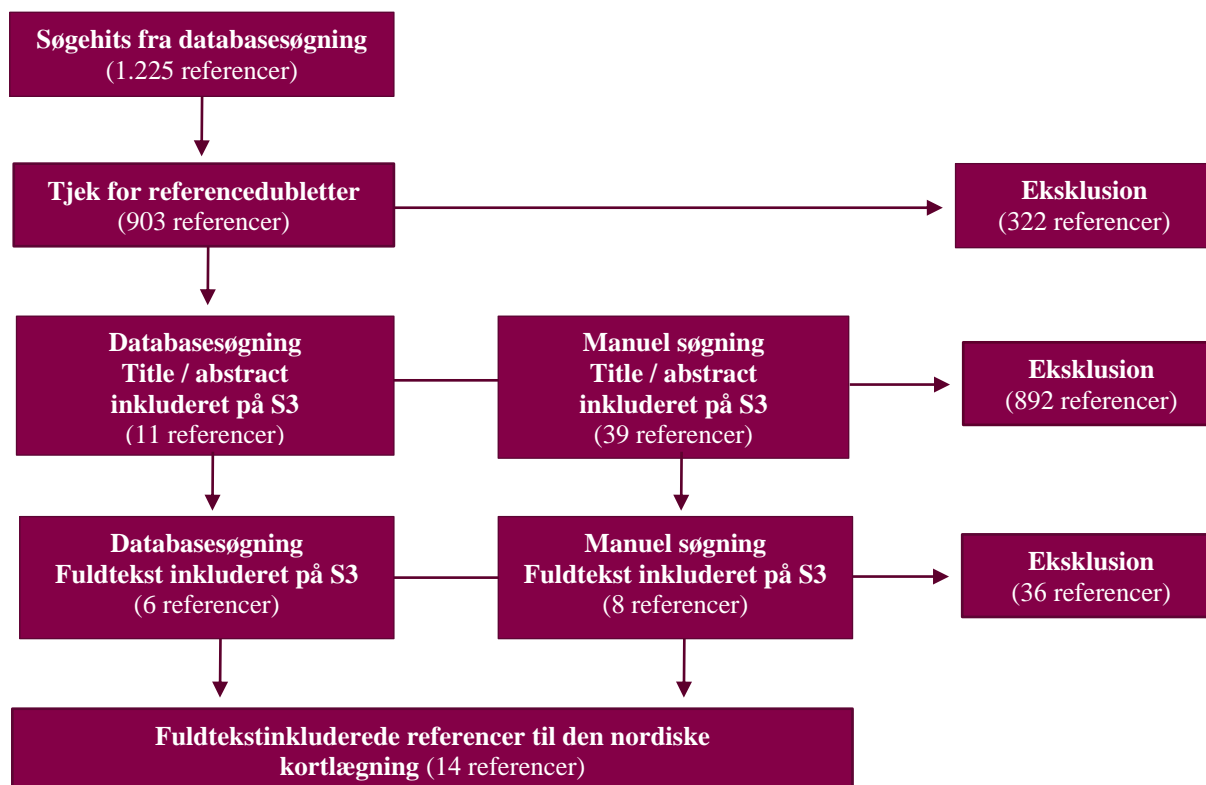 Søgehits fra databasesøgning
(1.225 referencer)
Tjek for referencedubletter
(903 referencer)
Eksklusion
(322 referencer)
Databasesøgning
Title / abstract
inkluderet på S3
(11 referencer)
Manuel søgning
Title / abstract
inkluderet på S3
(39 referencer)
Eksklusion
(892 referencer)
Databasesøgning
Fuldtekst inkluderet på S3
(6 referencer)
Manuel søgning
Fuldtekst inkluderet på S3
(8 referencer)
Eksklusion
(36 referencer)
Fuldtekstinkluderede referencer til den nordiske
kortlægning (14 referencer)